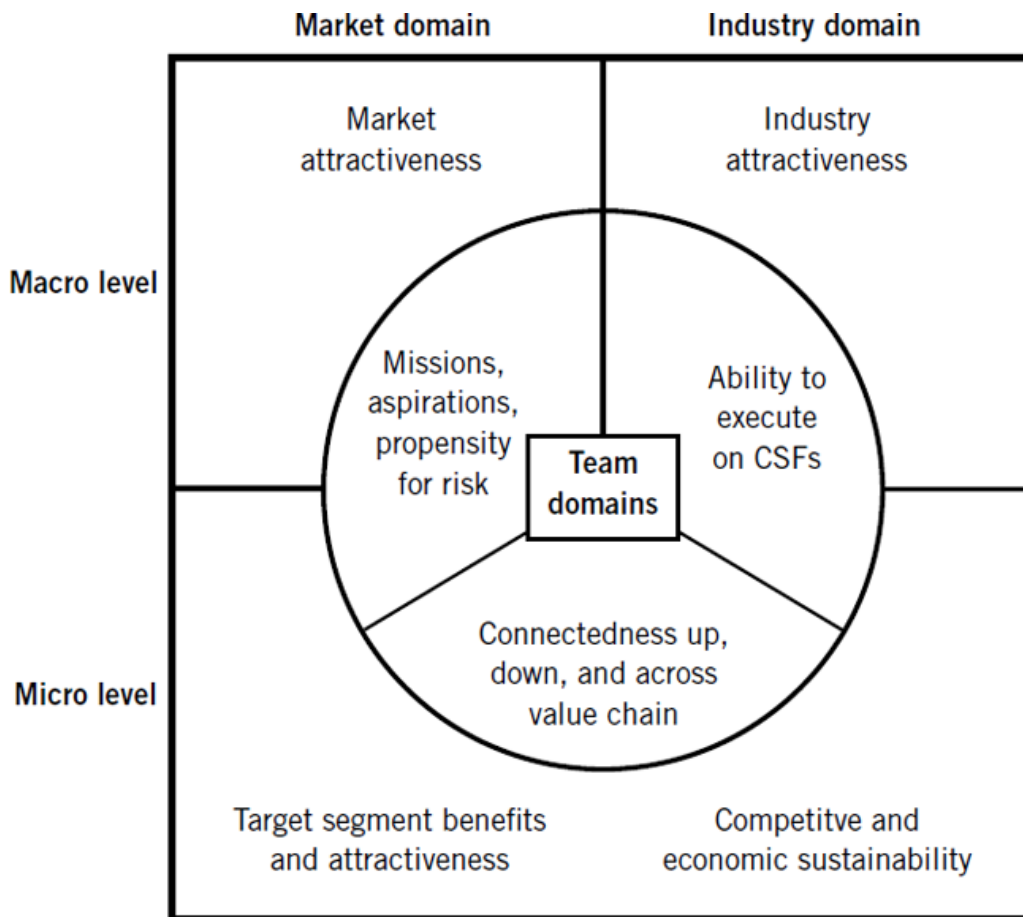 Market domain
Industry domain
Market
attractiveness
Industry
attractiveness
Macro level
Missions,
aspirations,
propensity
for risk
Ability to
execute
on CSFs
Team
domains
Connectedness up,
down, and across
value chain
Micro level
Target segment benefits
and attractiveness
Competitve and
economic sustainability